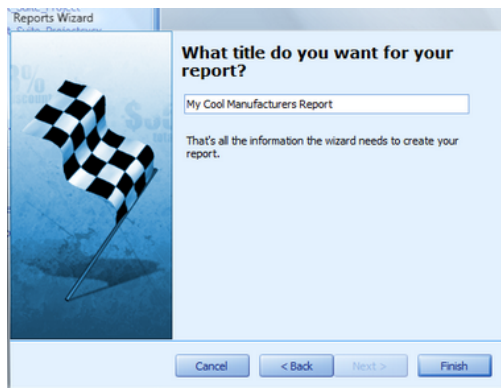 Reports Wizard
What title do you want for your
report?
My Cool Manufacturers Report
That's all the information the wizard needs to create your
report.
Cancel
< Back
Next >
Finish